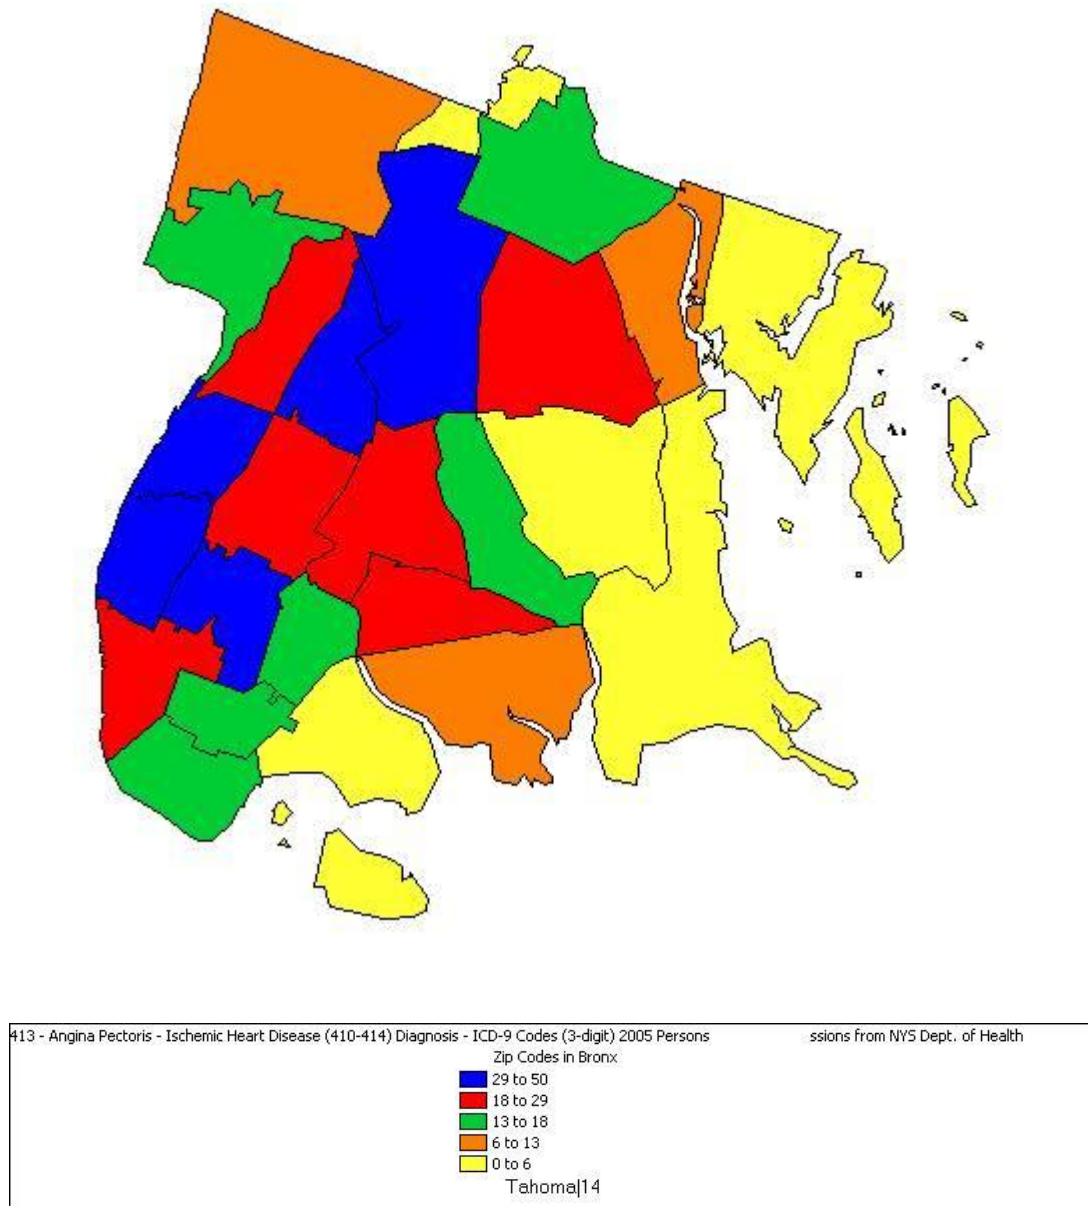 413 - Angina Pectoris - Ischemic Heart Disease (410-414) Diagnosis - ICD-9 Codes (3-digit) 2005 Persons ssions from NYS Dept. of Health
Zip Codes in Bronx
29 to 50
18 to 29
13 to 18
6 to 13
0 to 6
Tahoma|14